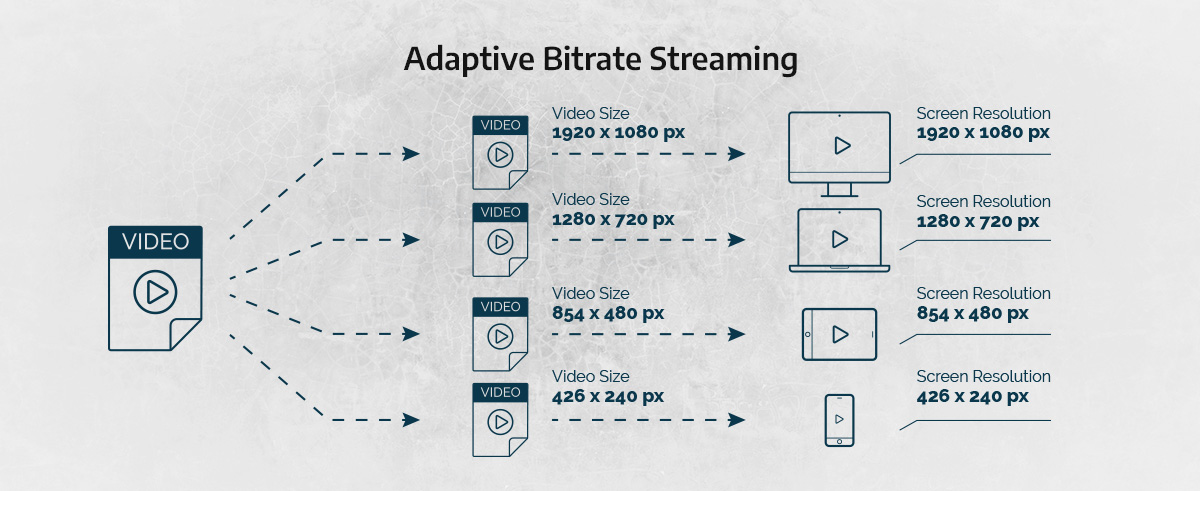 Adaptive Bitrate Streaming
VIDEO
VIDEO
Video Size
1920 x 1080 px
Screen Resolution
1920 x 1080 px
VIDEO
Video Size
1280 x 720 px
Screen Resolution
1280 x 720 px
VIDEO
Video Size
854 x 480 px
Screen Resolution
854 x 480 px
VIDEO
Video Size
426 x 240 px
Screen Resolution
426 x 240 px